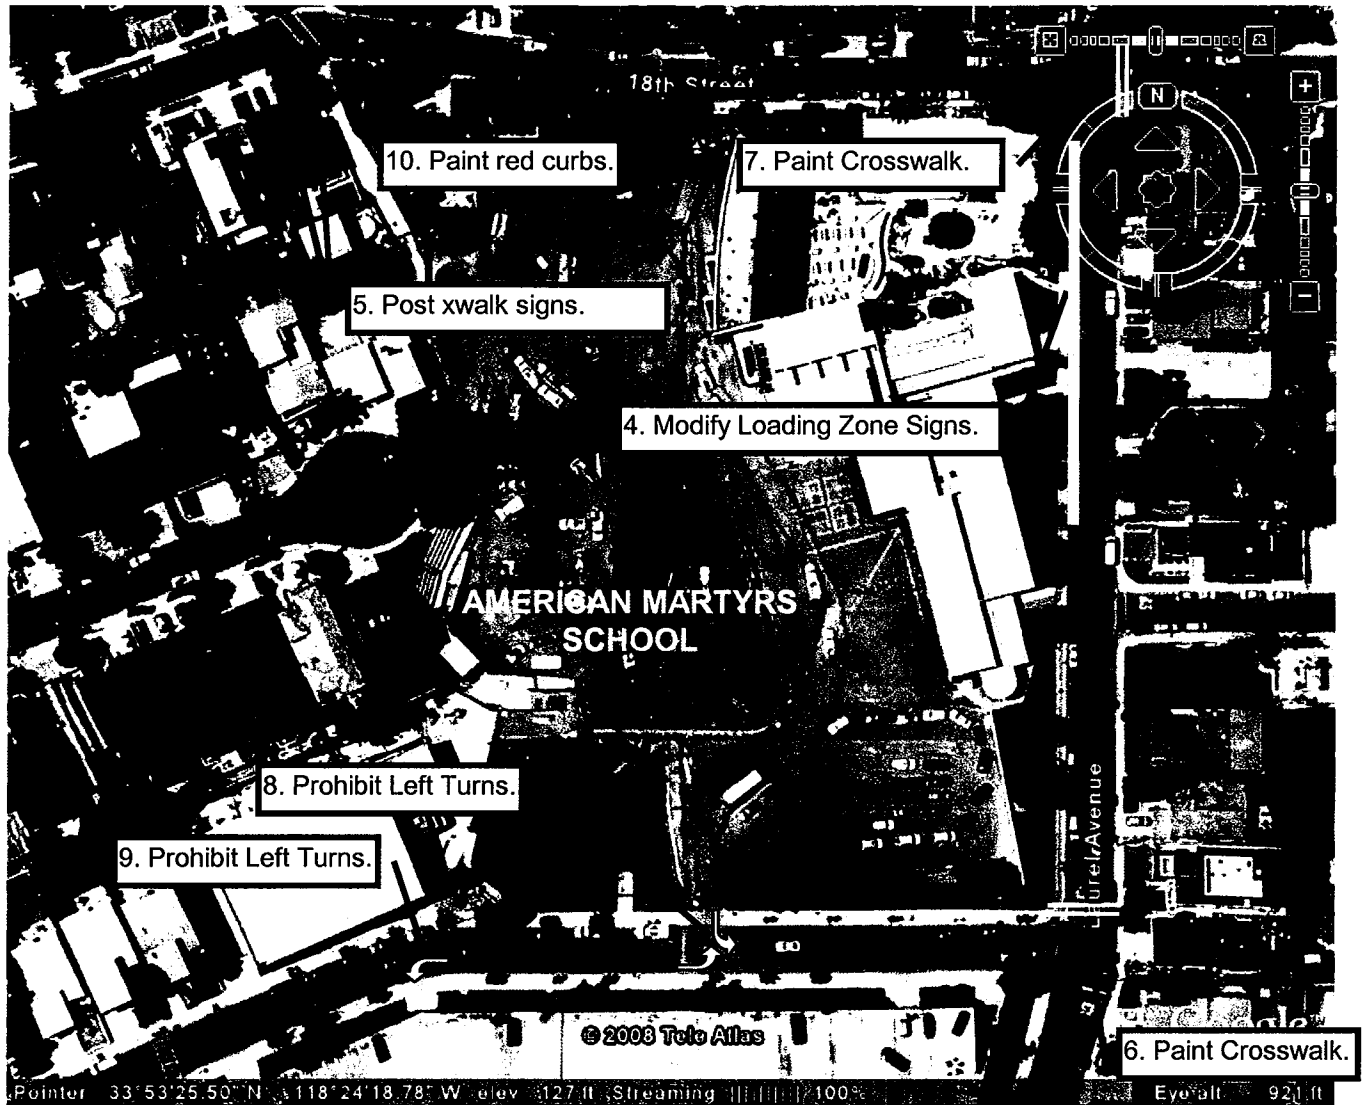 18th Street
N
10. Paint red curbs.
7. Paint Crosswalk.
5. Post xwalk signs.
4. Modify Loading Zone Signs.
AMERICAN MARTYRS
SCHOOL
8. Prohibit Left Turns.
9. Prohibit Left Turns.
Avenue
© 2008 Tele Atlas
6. Paint Crosswalk.
Pointer 33°53'25.50" N 118°24'18.78" W elev 127 ft Streaming ||||||||| 100%
Eye alt 921 ft